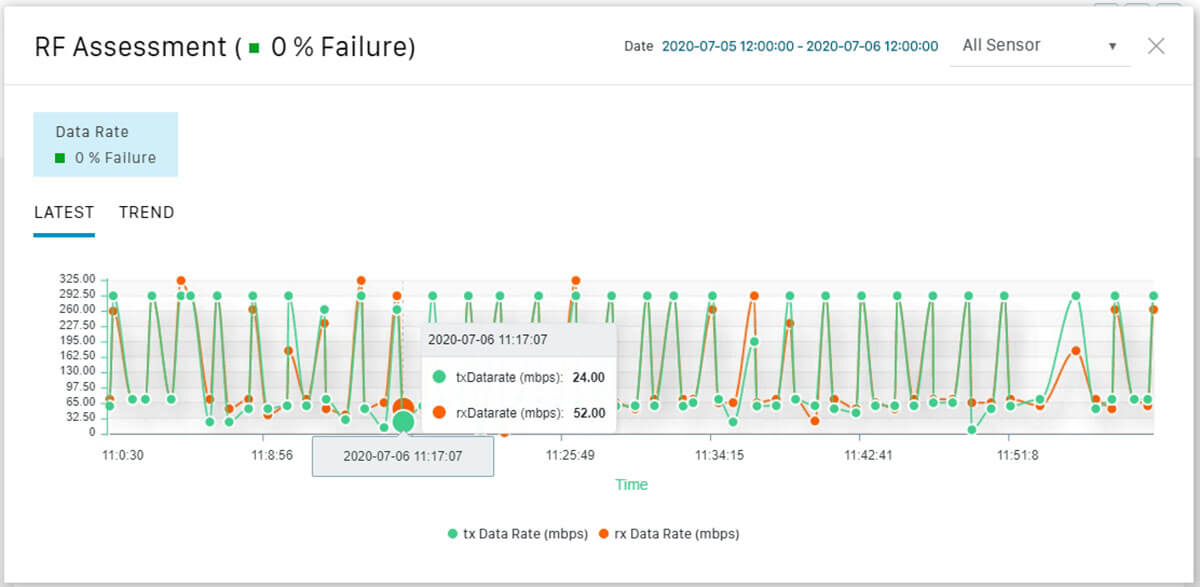 RF Assessment ( 0 % Failure)
Date 2020-07-05 12:00:00 - 2020-07-06 12:00:00
All Sensor
Data Rate
0 % Failure
LATEST TREND
325.00
292.50
260.00
227.50
195.00
162.50
130.00
97.50
65.00
32.50
0
2020-07-06 11:17:07
txDatarate (mbps): 24.00
rxDatarate (mbps): 52.00
11:0:30 11:8:56 2020-07-06 11:17:07 11:25:49 11:34:15 11:42:41 11:51:8
Time
tx Data Rate (mbps) rx Data Rate (mbps)